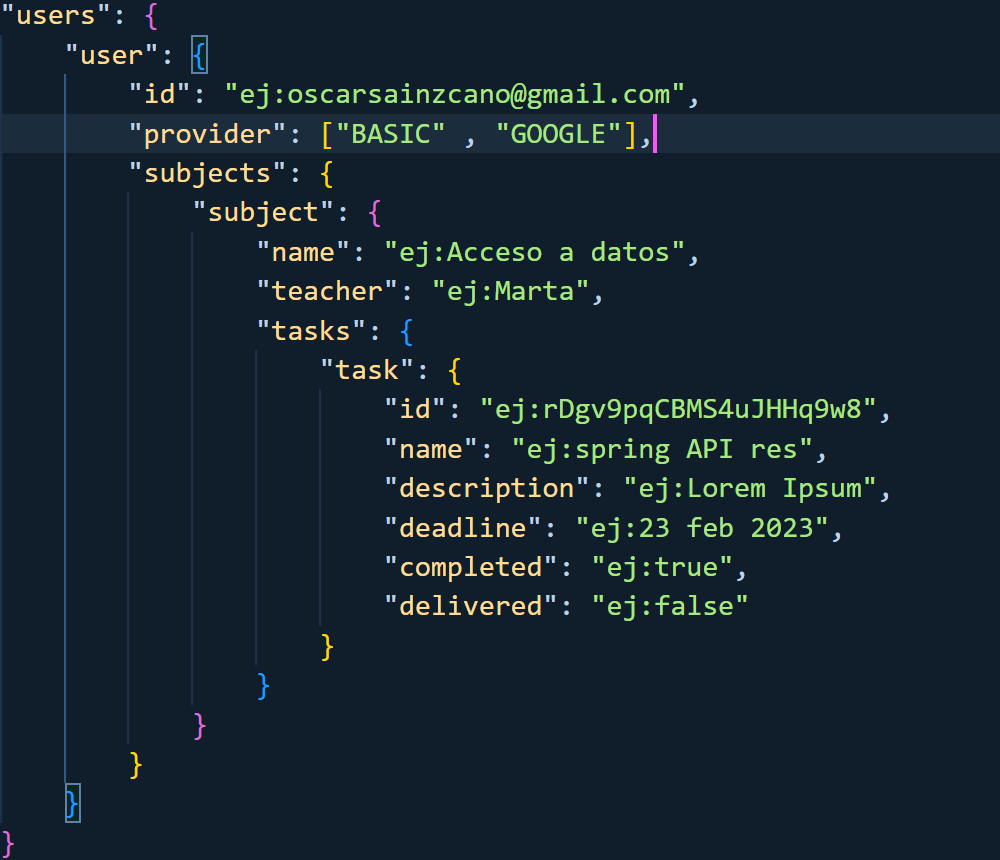 "users": {
    "user": {
        "id": "ej:oscarsainzcano@gmail.com",
        "provider": ["BASIC" , "GOOGLE"],
        "subjects": {
            "subject": {
                "name": "ej:Acceso a datos",
                "teacher": "ej:Marta",
                "tasks": {
                    "task": {
                        "id": "ej:rDgv9pqCBMS4uJHHq9w8",
                        "name": "ej:spring API res",
                        "description": "ej:Lorem Ipsum",
                        "deadline": "ej:23 feb 2023",
                        "completed": "ej:true",
                        "delivered": "ej:false"
                    }
                }
            }
        }
    }
}